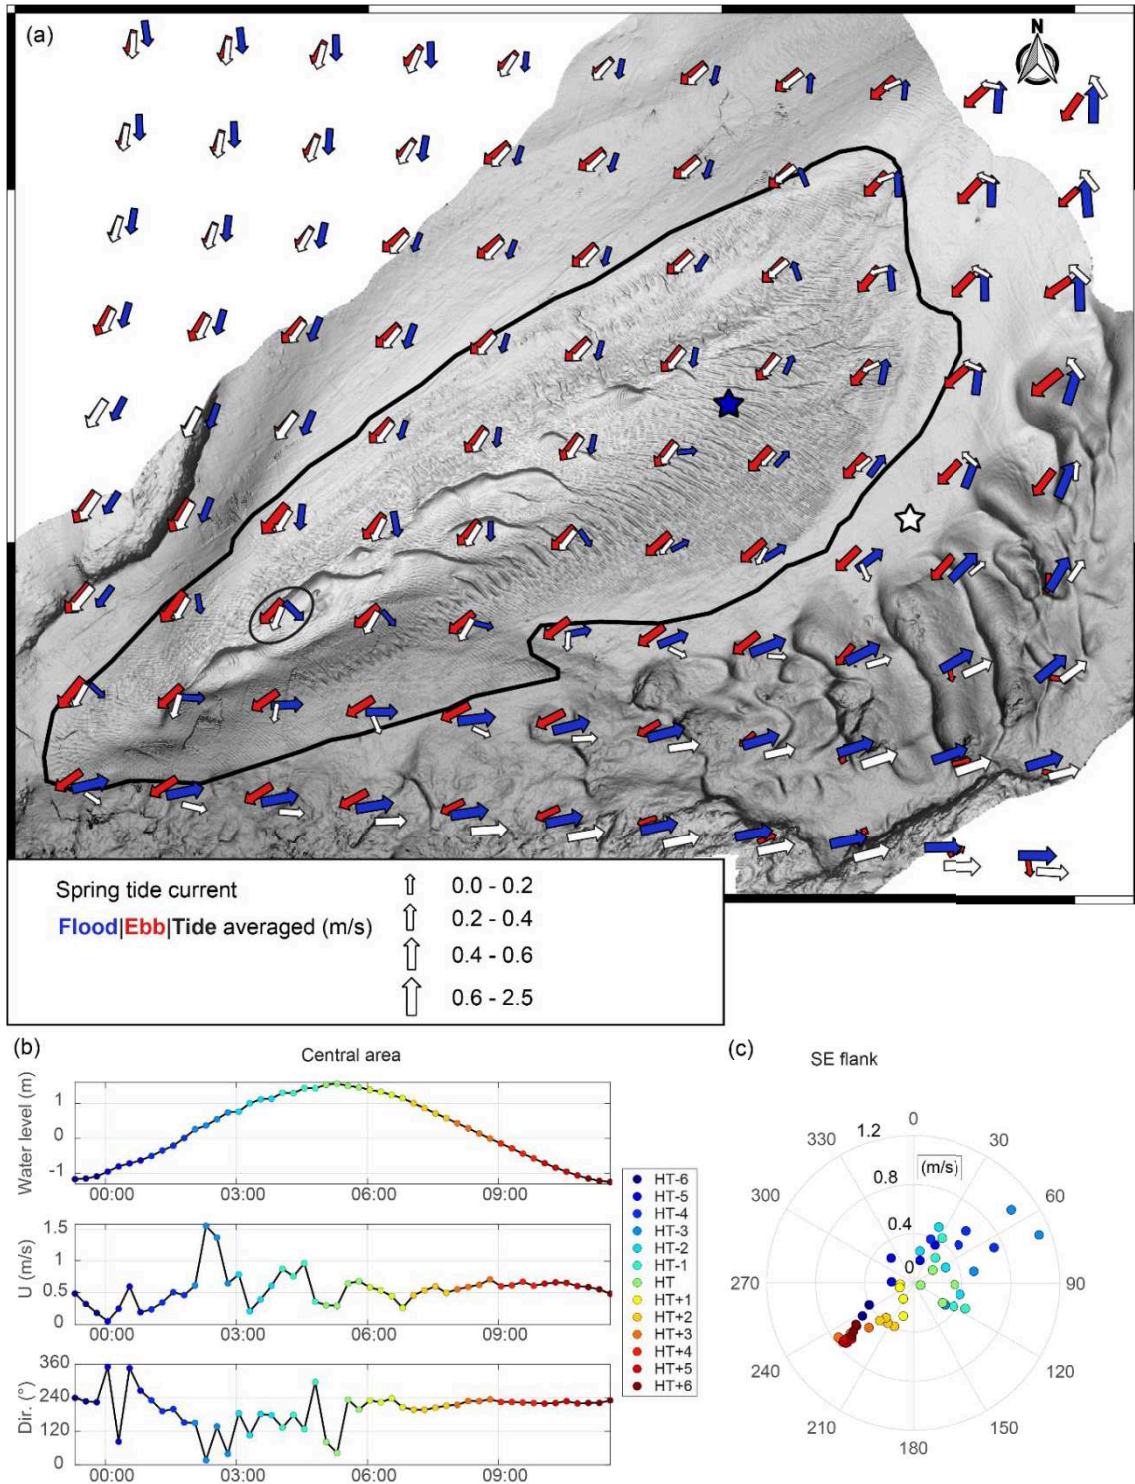 (a)
N
Spring tide current
Flood|Ebb|Tide averaged (m/s)
0.0 - 0.2
0.2 - 0.4
0.4 - 0.6
0.6 - 2.5
(b)
Central area
Water level (m)
1
0
-1
00:00
03:00
06:00
09:00
U (m/s)
1.5
1
0.5
0
00:00
03:00
06:00
09:00
Dir. (°)
360
240
120
0
00:00
03:00
06:00
09:00
HT-6
HT-5
HT-4
HT-3
HT-2
HT-1
HT
HT+1
HT+2
HT+3
HT+4
HT+5
HT+6
(c)
SE flank
0
30
60
90
120
150
180
210
240
270
300
330
1.2
0.8
0.4
0
(m/s)